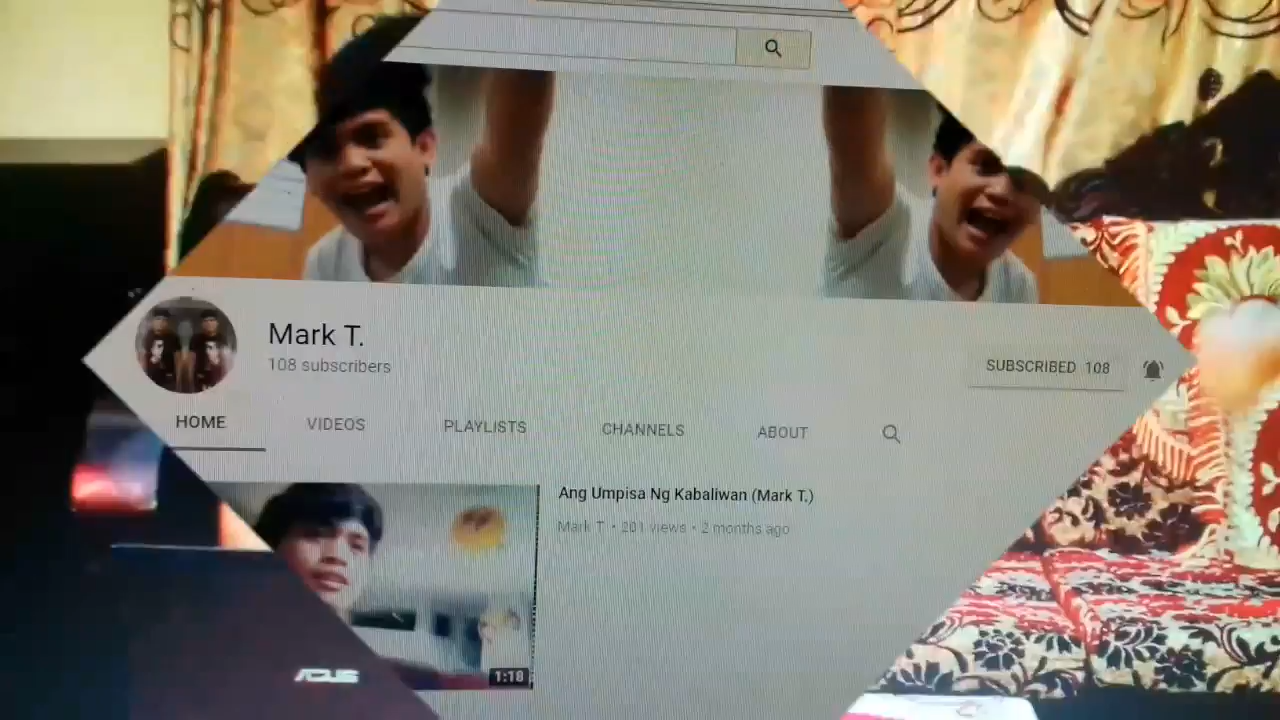 Mark T.
108 subscribers
SUBSCRIBED 108
HOME VIDEOS PLAYLISTS CHANNELS ABOUT
Ang Umpisa Ng Kabaliwan (Mark T.)
Mark T. • 201 views • 2 months ago
1:18
ASUS